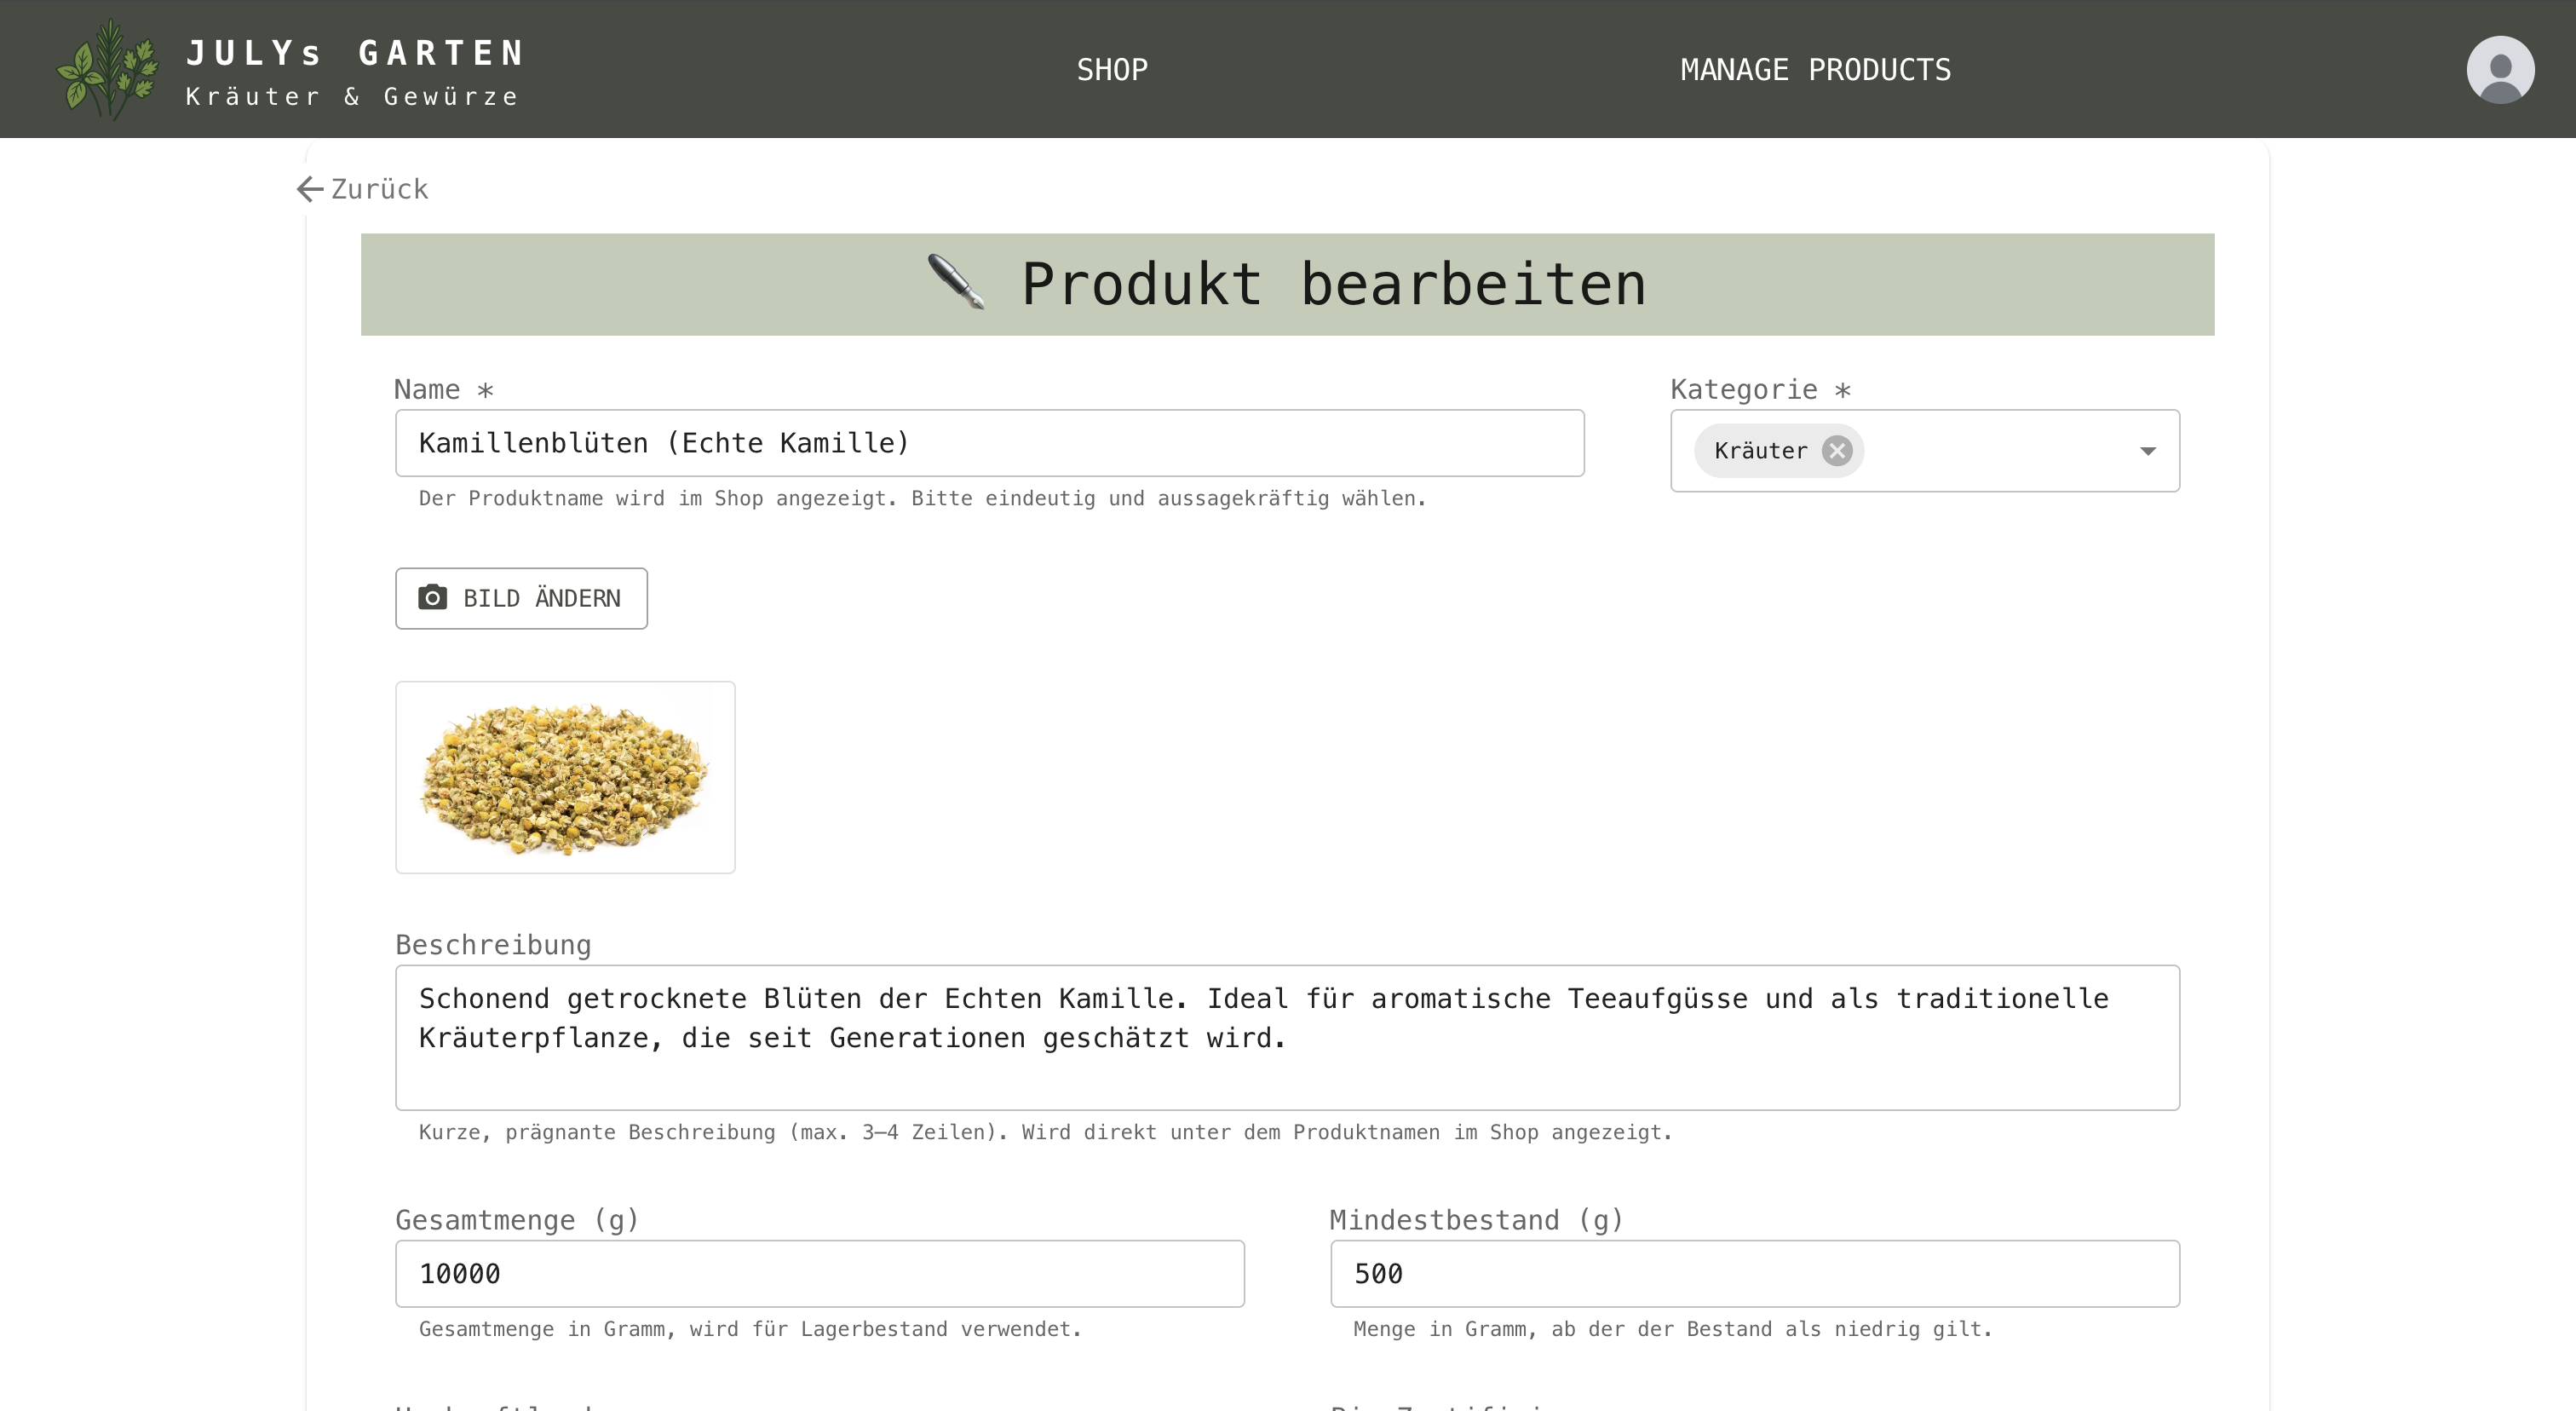 JULYs GARTEN
Kräuter & Gewürze
SHOP
MANAGE PRODUCTS
Zurück
Produkt bearbeiten
Name *
Kategorie *
Kamillenblüten (Echte Kamille)
Kräuter
Der Produktname wird im Shop angezeigt. Bitte eindeutig und aussagekräftig wählen.
BILD ÄNDERN
Beschreibung
Schonend getrocknete Blüten der Echten Kamille. Ideal für aromatische Teeaufgüsse und als traditionelle
Kräuterpflanze, die seit Generationen geschätzt wird.
Kurze, prägnante Beschreibung (max. 3–4 Zeilen). Wird direkt unter dem Produktnamen im Shop angezeigt.
Gesamtmenge (g)
Mindestbestand (g)
10000
500
Gesamtmenge in Gramm, wird für Lagerbestand verwendet.
Menge in Gramm, ab der der Bestand als niedrig gilt.